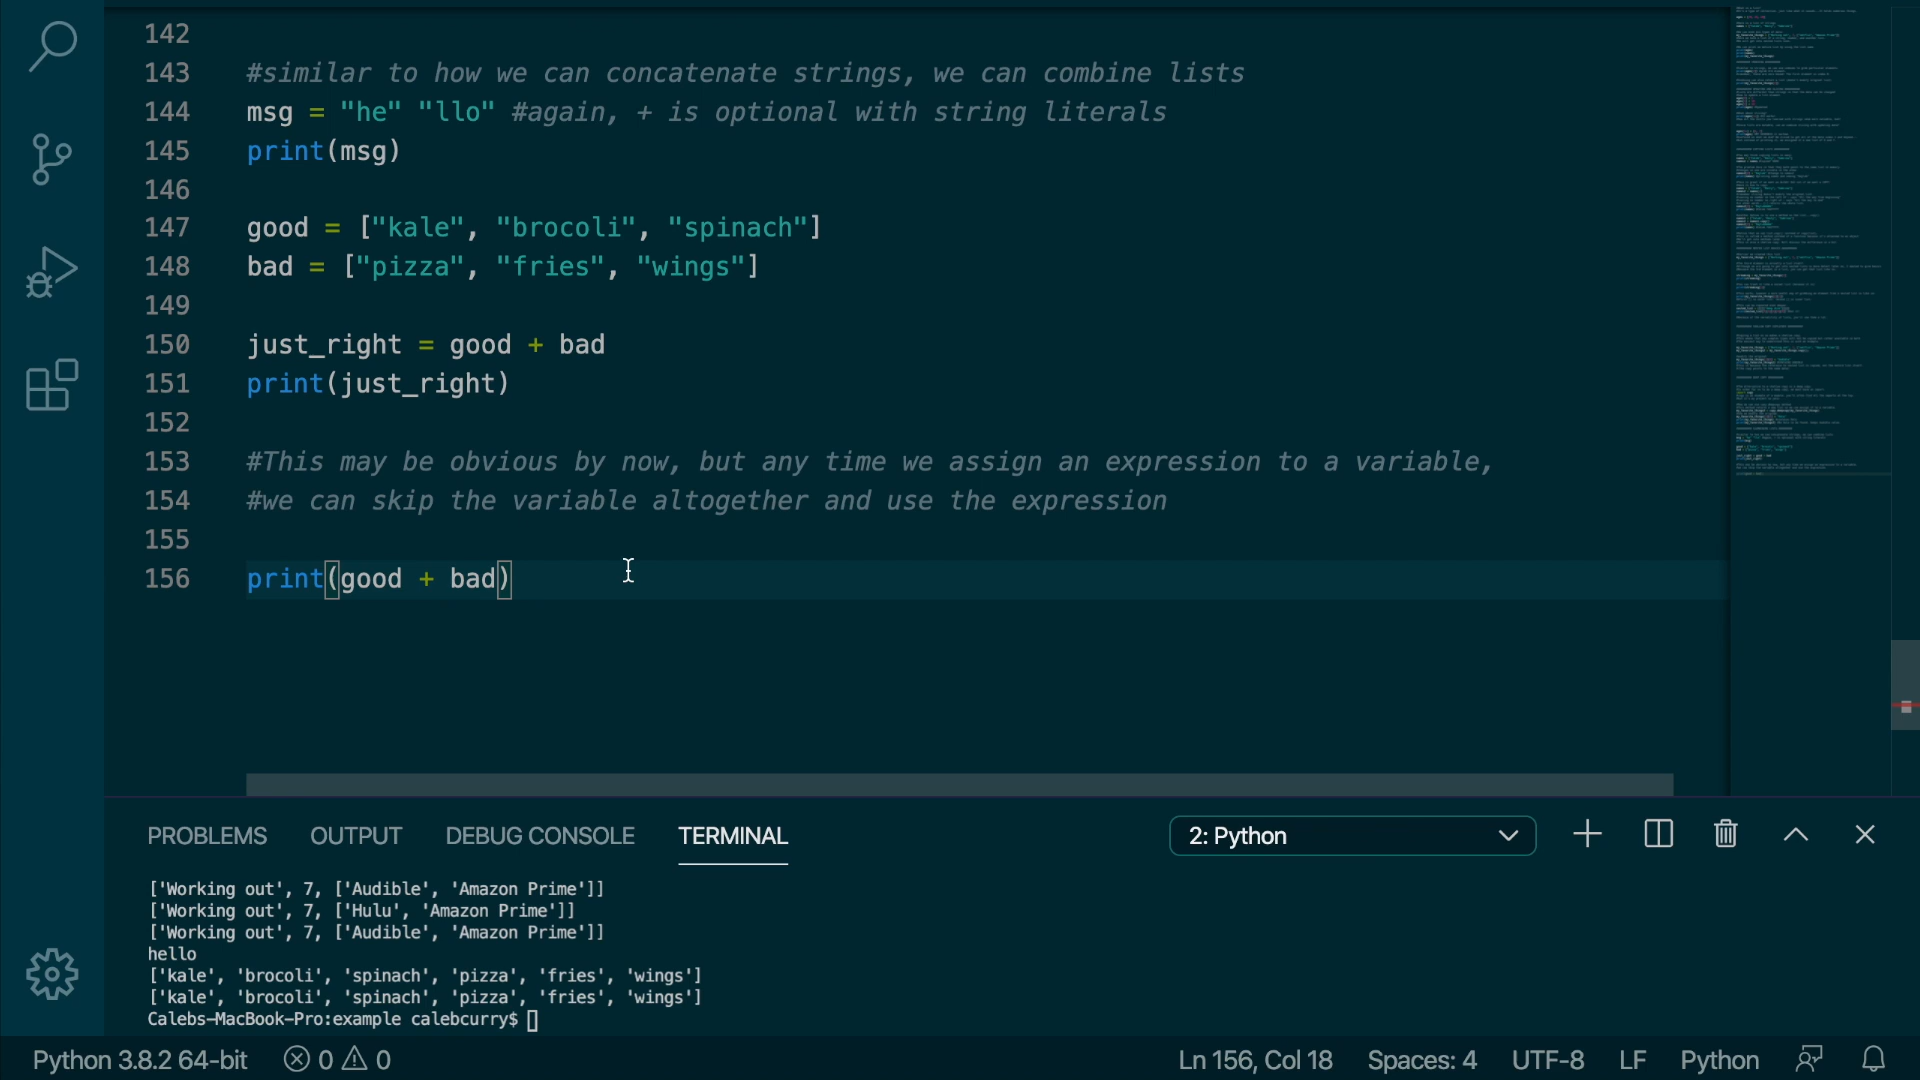 142
143 #similar to how we can concatenate strings, we can combine lists
144 msg = "he" "llo" #again, + is optional with string literals
145 print(msg)
146
147 good = ["kale", "brocoli", "spinach"]
148 bad = ["pizza", "fries", "wings"]
149
150 just_right = good + bad
151 print(just_right)
152
153 #This may be obvious by now, but any time we assign an expression to a variable,
154 #we can skip the variable altogether and use the expression
155
156 print(good + bad)
PROBLEMS OUTPUT DEBUG CONSOLE TERMINAL 2: Python
['Working out', 7, ['Audible', 'Amazon Prime']]
['Working out', 7, ['Hulu', 'Amazon Prime']]
['Working out', 7, ['Audible', 'Amazon Prime']]
hello
['kale', 'brocoli', 'spinach', 'pizza', 'fries', 'wings']
['kale', 'brocoli', 'spinach', 'pizza', 'fries', 'wings']
Calebs-MacBook-Pro:example calebcurry$
Python 3.8.2 64-bit 0 0 Ln 156, Col 18 Spaces: 4 UTF-8 LF Python